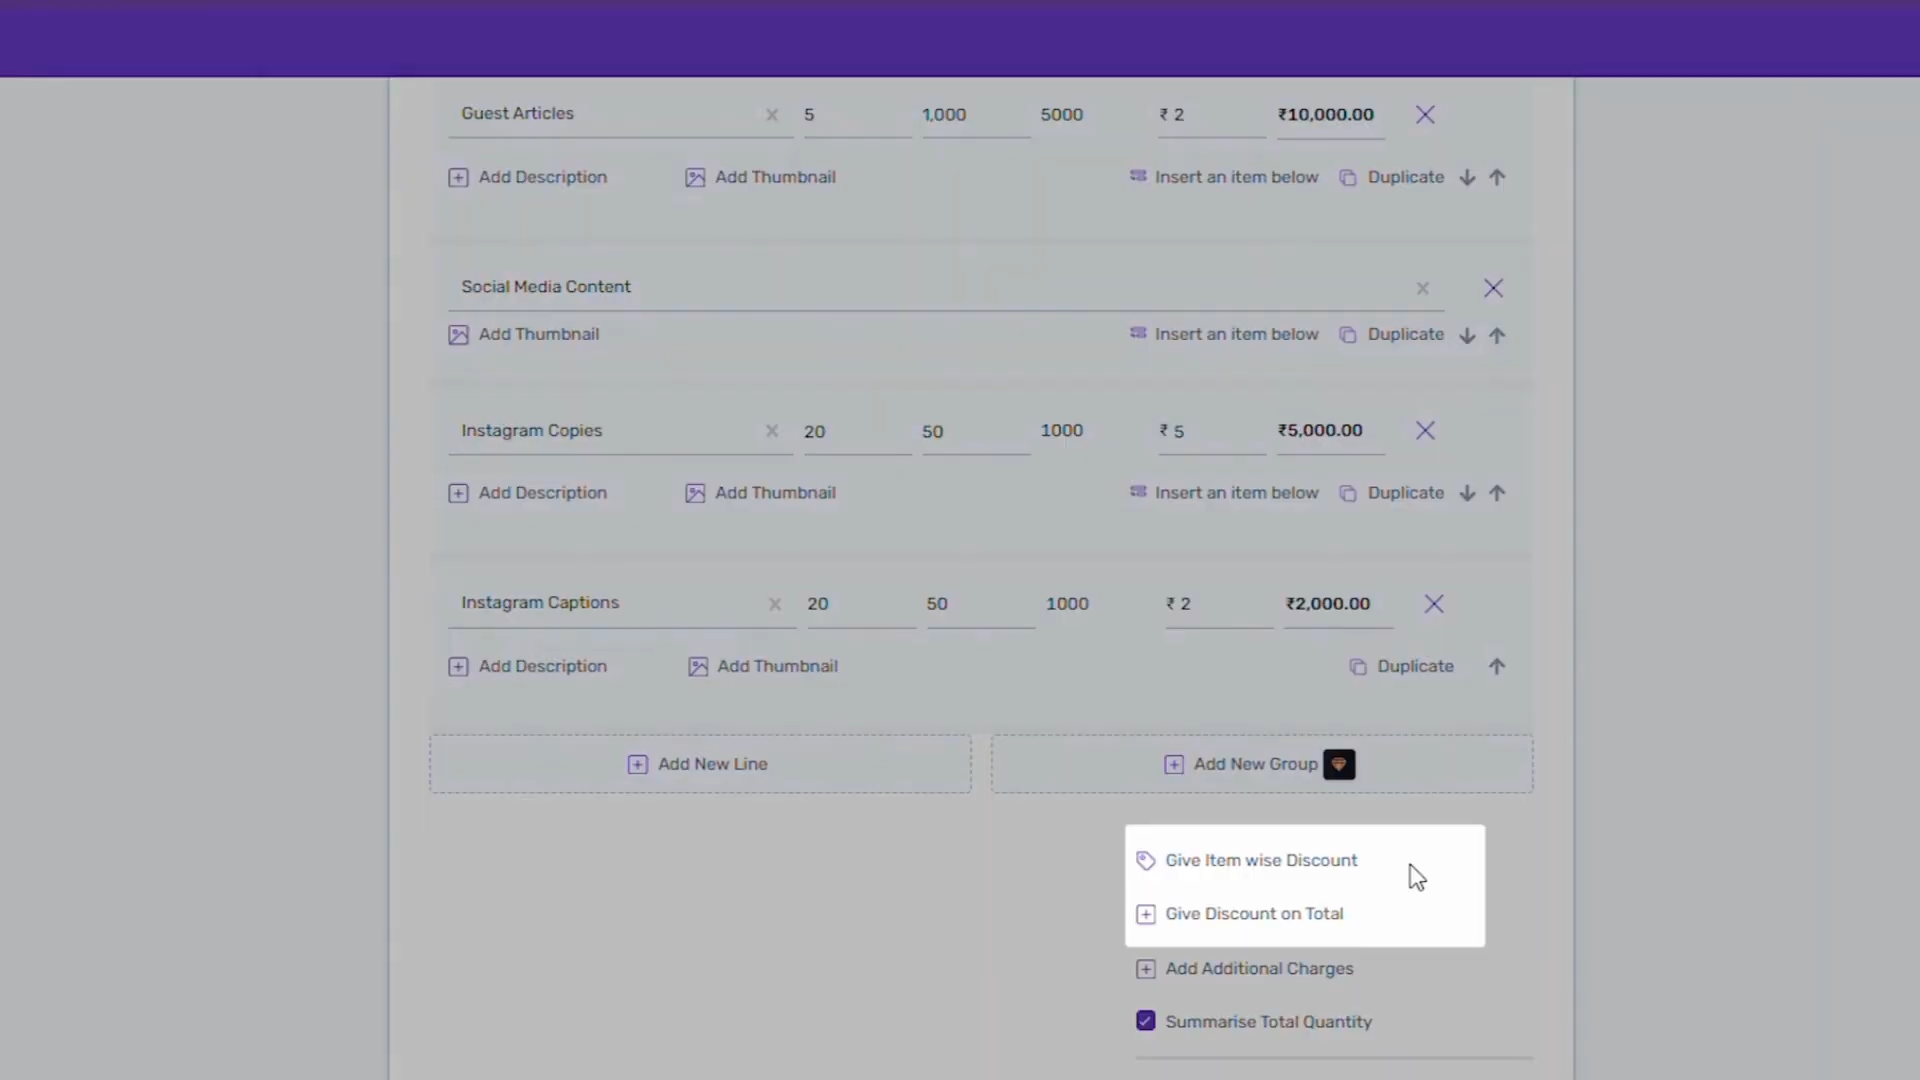 Guest Articles 5 1,000 5000 ₹ 2 ₹10,000.00
Add Description Add Thumbnail Insert an item below Duplicate
Social Media Content
Add Thumbnail Insert an item below Duplicate
Instagram Copies 20 50 1000 ₹ 5 ₹5,000.00
Add Description Add Thumbnail Insert an item below Duplicate
Instagram Captions 20 50 1000 ₹ 2 ₹2,000.00
Add Description Add Thumbnail Duplicate
Add New Line Add New Group
Give Item wise Discount
Give Discount on Total
Add Additional Charges
Summarise Total Quantity